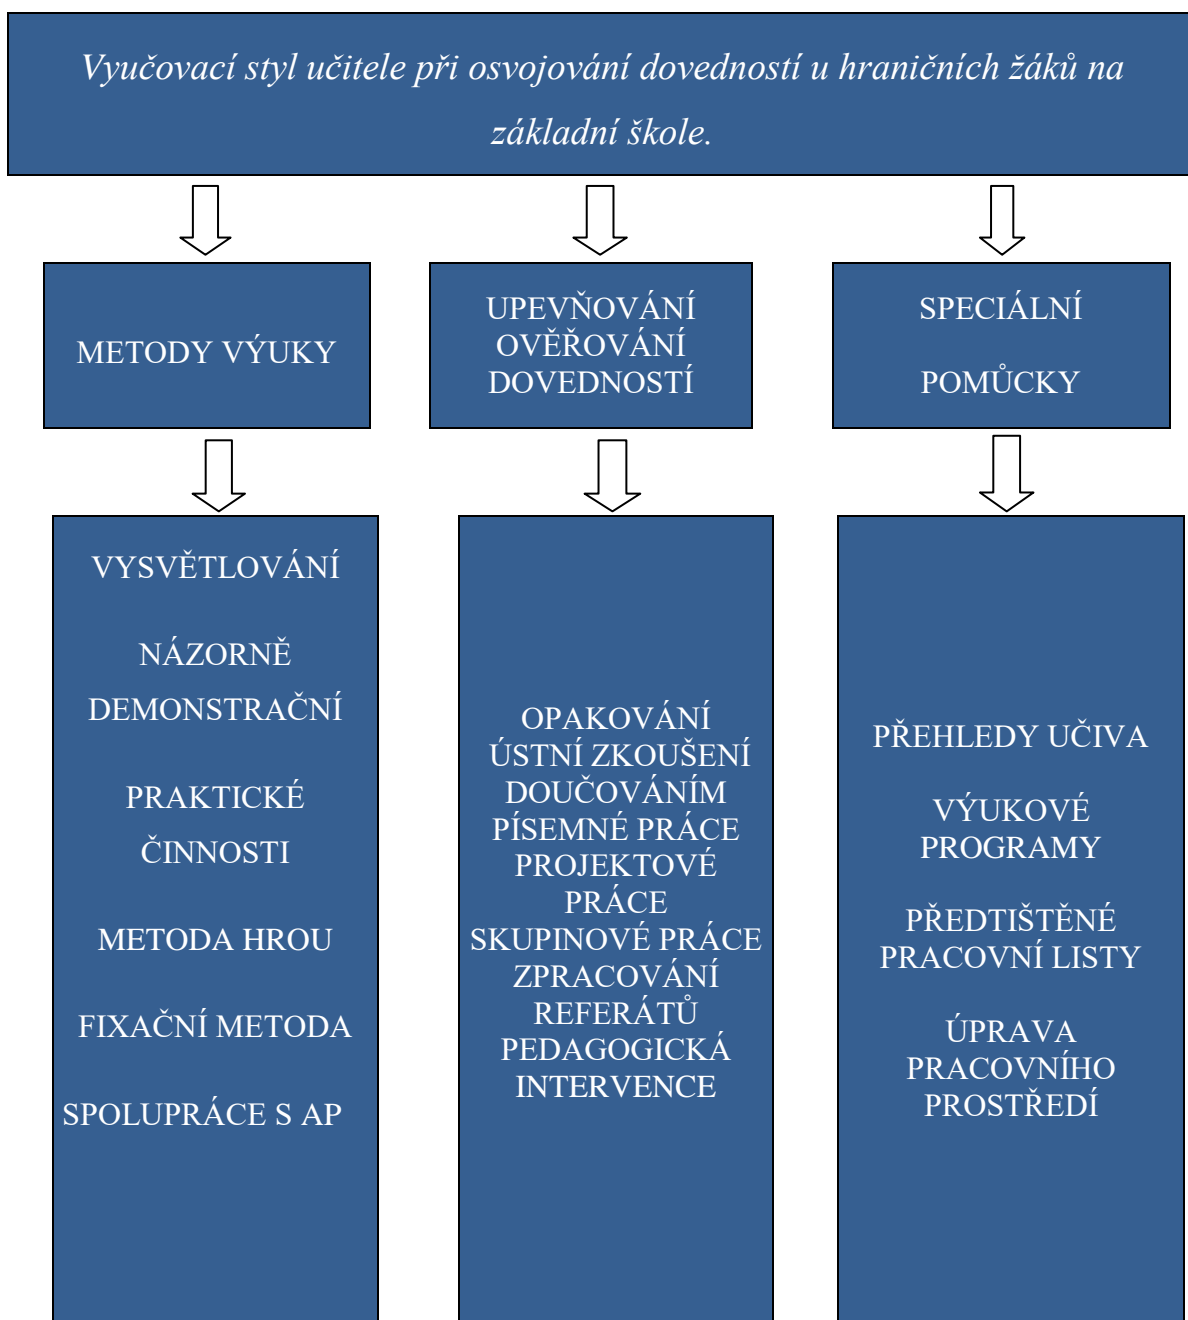 Vyučovací styl učitele při osvojování dovedností u hraničních žáků na
základní škole.
METODY VÝUKY
UPEVŇOVÁNÍ
OVĚŘOVÁNÍ
DOVEDNOSTÍ
SPECIÁLNÍ
POMŮCKY
VYSVĚTLOVÁNÍ
NÁZORNĚ
DEMONSTRAČNÍ
PRAKTICKÉ
ČINNOSTI
METODA HROU
FIXAČNÍ METODA
SPOLUPRÁCE S AP
OPAKOVÁNÍ
ÚSTNÍ ZKOUŠENÍ
DOUČOVÁNÍM
PÍSEMNÉ PRÁCE
PROJEKTOVÉ
PRÁCE
SKUPINOVÉ PRÁCE
ZPRACOVÁNÍ
REFERÁTŮ
PEDAGOGICKÁ
INTERVENCE
PŘEHLEDY UČIVA
VÝUKOVÉ
PROGRAMY
PŘEDTIŠTĚNÉ
PRACOVNÍ LISTY
ÚPRAVA
PRACOVNÍHO
PROSTŘEDÍ